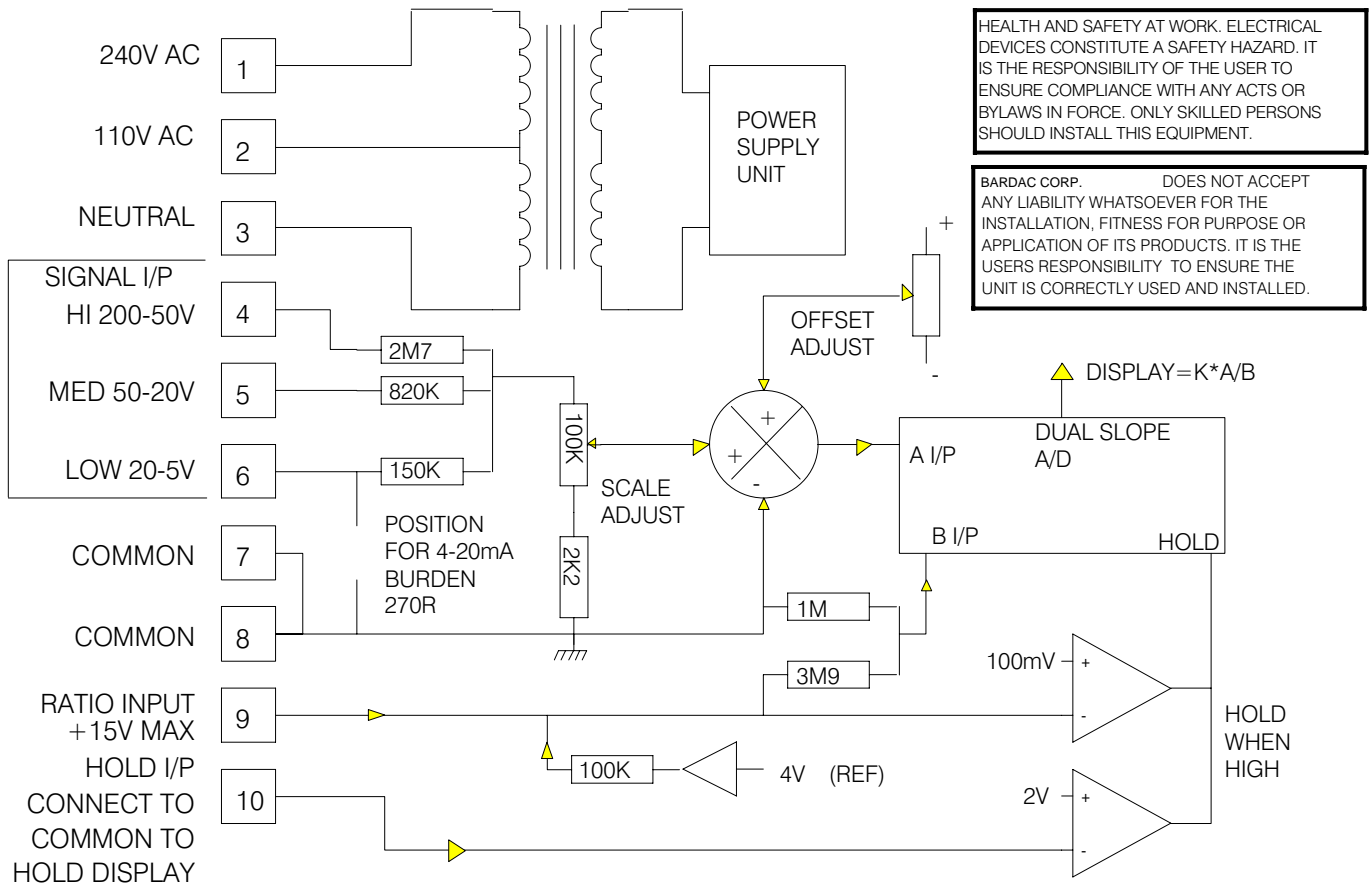 240V AC
1
110V AC
2
NEUTRAL
3
SIGNAL I/P
HI 200-50V
4
MED 50-20V
5
LOW 20-5V
6
COMMON
7
COMMON
8
RATIO INPUT
+15V MAX
9
HOLD I/P
CONNECT TO
COMMON TO
HOLD DISPLAY
10
POWER
SUPPLY
UNIT
HEALTH AND SAFETY AT WORK. ELECTRICAL
DEVICES CONSTITUTE A SAFETY HAZARD. IT
IS THE RESPONSIBILITY OF THE USER TO
ENSURE COMPLIANCE WITH ANY ACTS OR
BYLAWS IN FORCE. ONLY SKILLED PERSONS
SHOULD INSTALL THIS EQUIPMENT.
BARDAC CORP. DOES NOT ACCEPT
ANY LIABILITY WHATSOEVER FOR THE
INSTALLATION, FITNESS FOR PURPOSE OR
APPLICATION OF ITS PRODUCTS. IT IS THE
USERS RESPONSIBILITY TO ENSURE THE
UNIT IS CORRECTLY USED AND INSTALLED.
2M7
820K
150K
100K
SCALE
ADJUST
2K2
POSITION
FOR 4-20mA
BURDEN
270R
OFFSET
ADJUST
+
-
+
+
-
DISPLAY=K*A/B
DUAL SLOPE
A/D
A I/P
B I/P
HOLD
1M
3M9
100K
4V (REF)
100mV
+
-
2V
+
-
HOLD
WHEN
HIGH